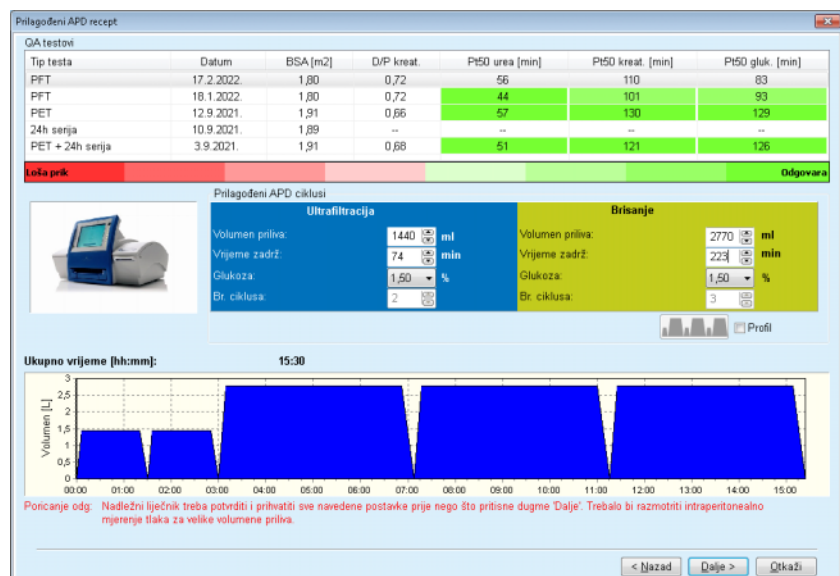 Prilagođeni APD recept
QA testovi
Tip testa Datum BSA [m2] D/P kreat. Pt50 urea [min] Pt50 kreat. [min] Pt50 gluk. [min]
PFT 17.2.2022. 1,80 0,72 56 110 83
PFT 18.1.2022. 1,80 0,72 44 101 93
PET 12.9.2021. 1,91 0,66 57 130 129
24h serija 10.9.2021. 1,89 -- -- -- --
PET + 24h serija 3.9.2021. 1,91 0,68 51 121 126
Loša prik Odgovara
Prilagođeni APD ciklusi
Ultrafiltracija Brisanje
Volumen priliva: 1440 ml Volumen priliva: 2770 ml
Vrijeme zadrž: 74 min Vrijeme zadrž: 223 min
Glukoza: 1,50 % Glukoza: 1,50 %
Br. ciklusa: 2 Br. ciklusa: 3
Profil
Ukupno vrijeme [hh:mm]: 15:30
Volumen [L]
3
2,5
2
1,5
1
0,5
0
00:00 01:00 02:00 03:00 04:00 05:00 06:00 07:00 08:00 09:00 10:00 11:00 12:00 13:00 14:00 15:00
Poricanje odg: Nadležni liječnik treba potvrditi i prihvatiti sve navedene postavke prije nego što pritisne dugme 'Dalje'. Trebalo bi razmotriti intraperitonealno
mjerenje tlaka za velike volumene priliva.
< Nazad Dalje > Otkaži